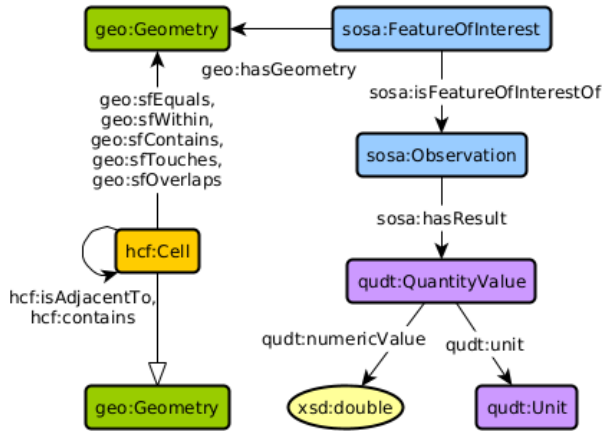 geo:Geometry
sosa:FeatureOfInterest
geo:hasGeometry
sosa:isFeatureOfInterestOf
geo:sfEquals,
geo:sfWithin,
geo:sfContains,
geo:sfTouches,
geo:sfOverlaps
sosa:Observation
sosa:hasResult
hcf:Cell
hcf:isAdjacentTo,
hcf:contains
qudt:QuantityValue
qudt:numericValue
qudt:unit
geo:Geometry
xsd:double
qudt:Unit